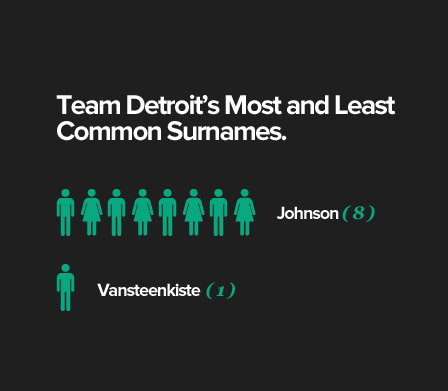 Team Detroit's Most and Least
Common Surnames.
Johnson (8)
Vansteenkiste (1)